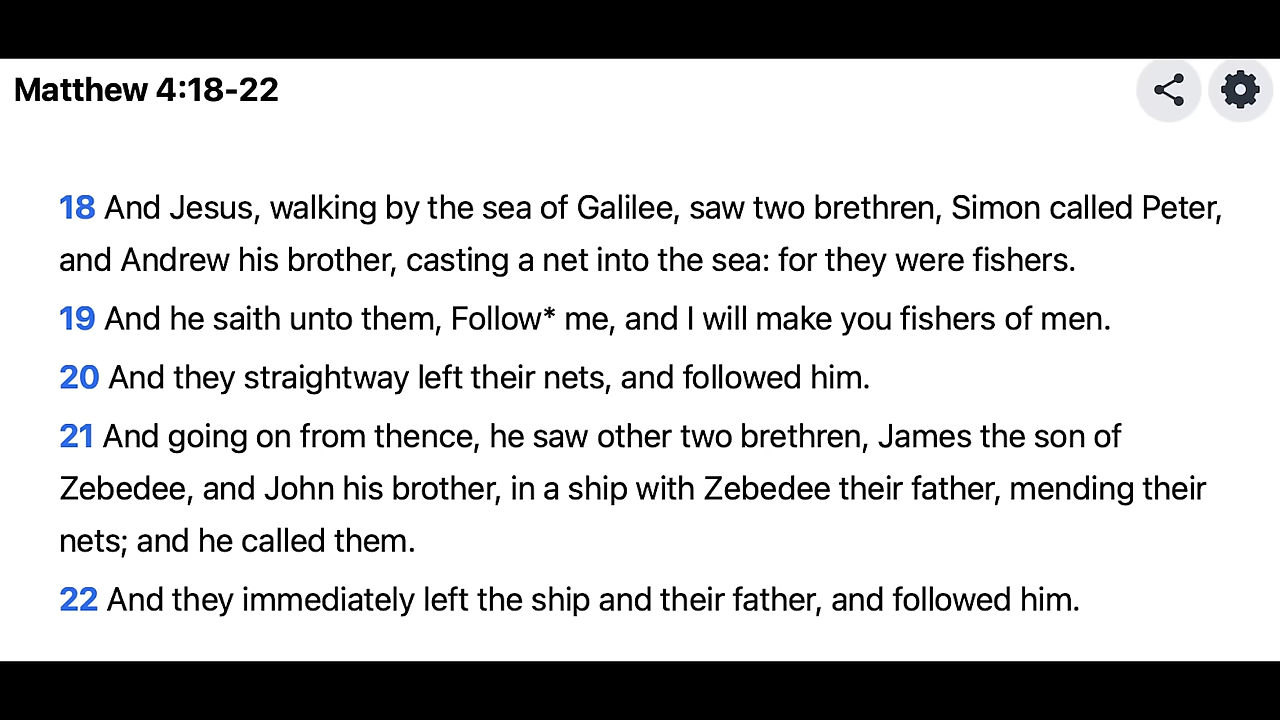 Matthew 4:18-22
18 And Jesus, walking by the sea of Galilee, saw two brethren, Simon called Peter,
and Andrew his brother, casting a net into the sea: for they were fishers.
19 And he saith unto them, Follow* me, and I will make you fishers of men.
20 And they straightway left their nets, and followed him.
21 And going on from thence, he saw other two brethren, James the son of
Zebedee, and John his brother, in a ship with Zebedee their father, mending their
nets; and he called them.
22 And they immediately left the ship and their father, and followed him.